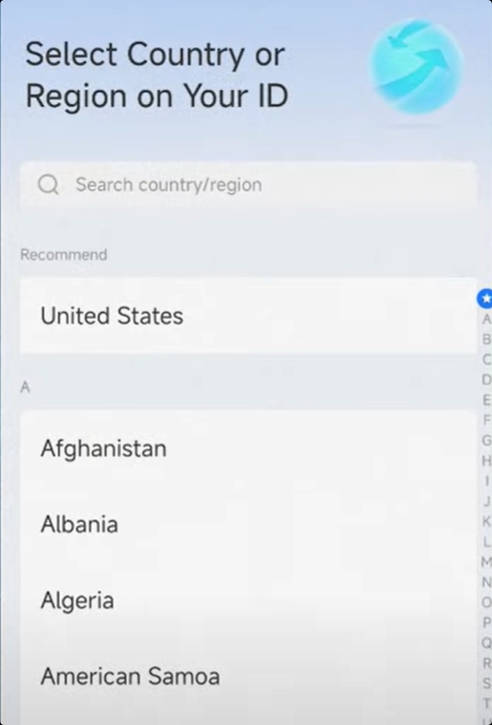 Select Country or
Region on Your ID
Search country/region
Recommend
United States
A
Afghanistan
Albania
Algeria
American Samoa
A
B
C
D
E
F
G
H
I
J
K
L
M
N
O
P
Q
R
S
T